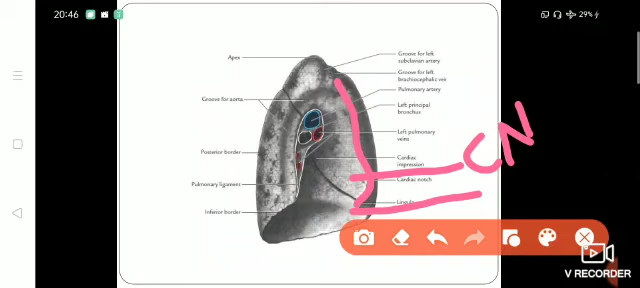 20:46
29%
Apex
Groove for left
subclavian artery
Groove for left
brachiocephalic vein
Pulmonary artery
Groove for aorta
Left principal
bronchus
Left pulmonary
veins
Posterior border
Cardiac
impression
Cardiac notch
Pulmonary ligament
Lingula
Inferior border
CN
V RECORDER